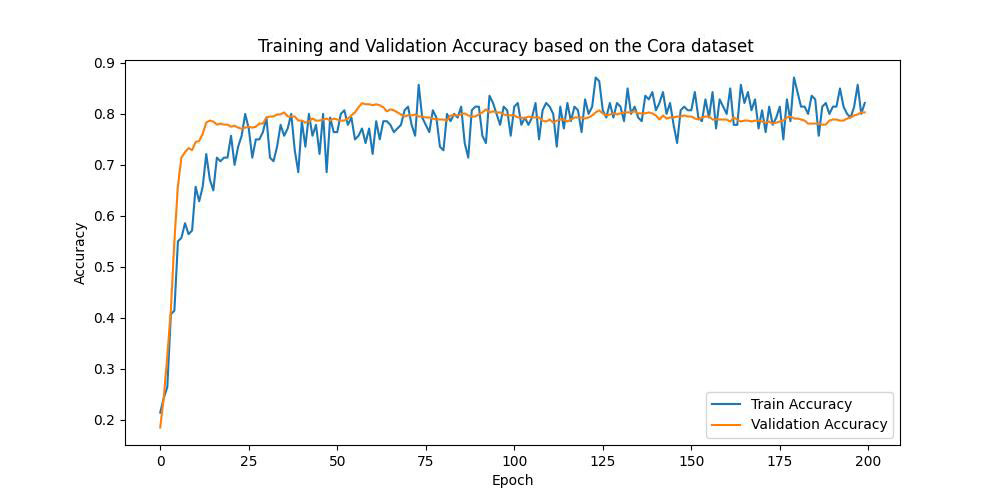 Training and Validation Accuracy based on the Cora dataset
0.9
0.8
0.7
0.6
0.5
0.4
0.3
0.2
Accuracy
Train Accuracy
Validation Accuracy
0 25 50 75 100 125 150 175 200
Epoch